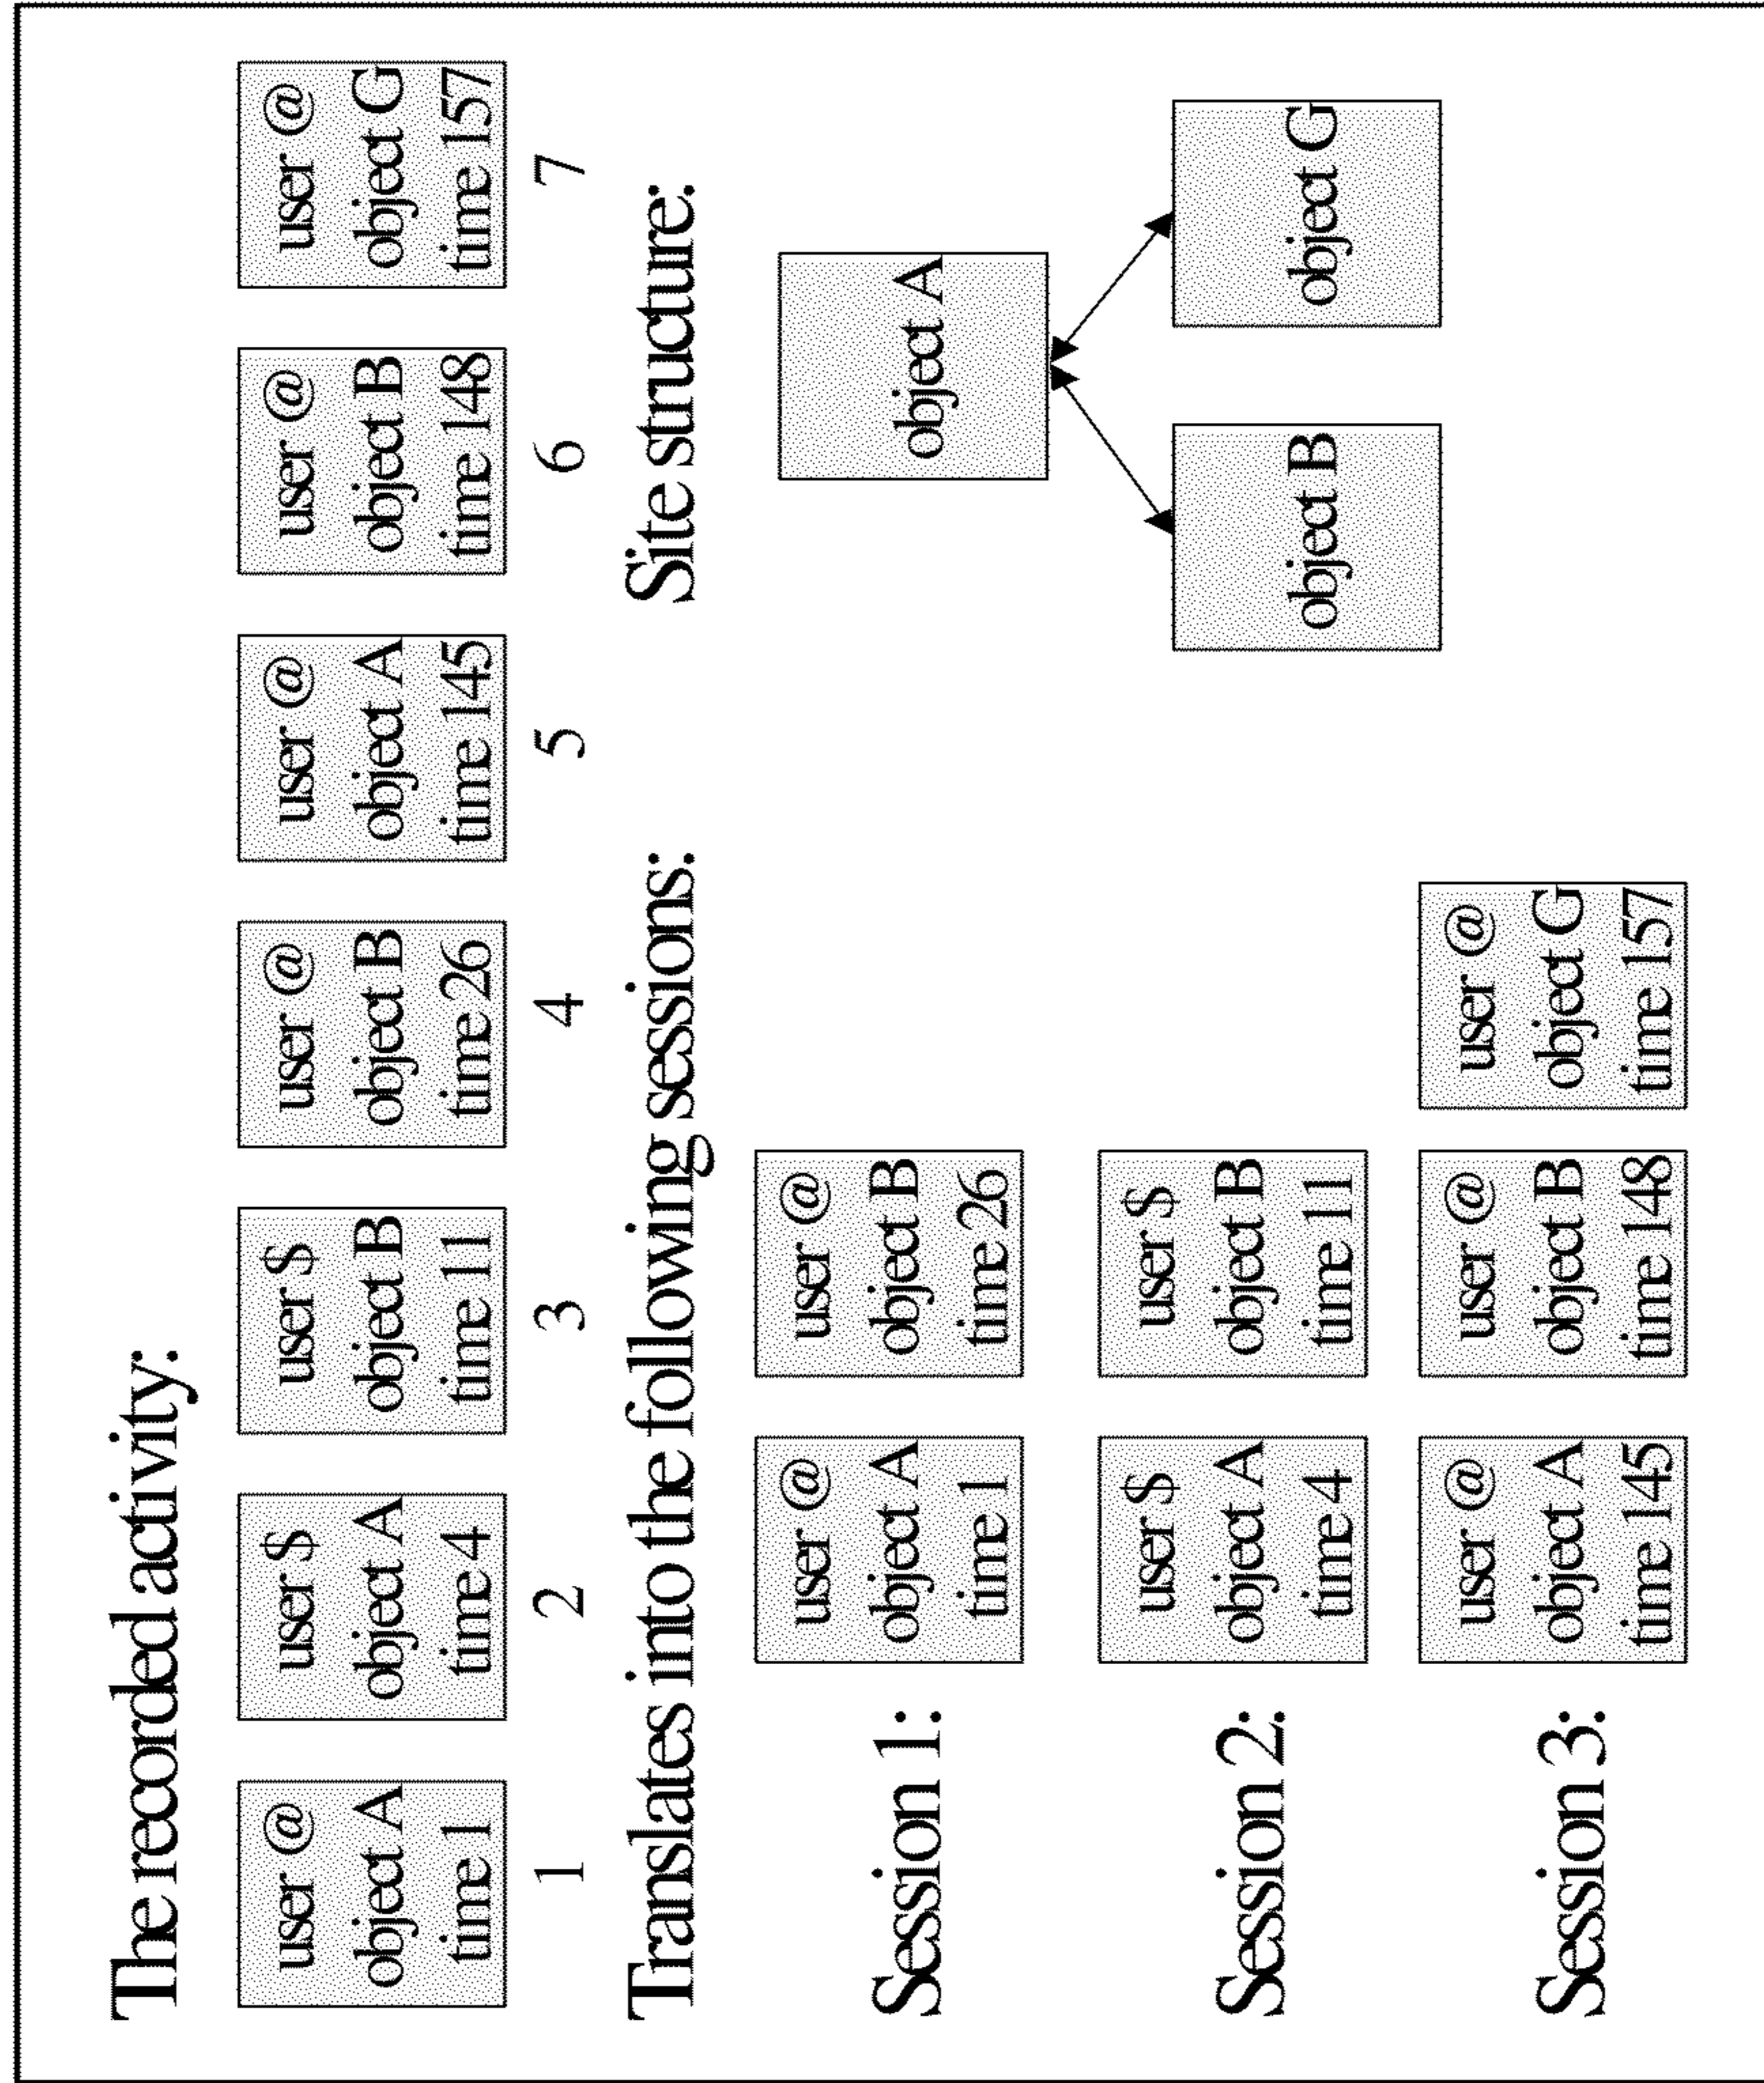 The recorded activity:
user @
object A
time 1
1
user $
object A
time 4
2
user $
object B
time 11
3
user @
object B
time 26
4
user @
object A
time 145
5
user @
object B
time 148
6
user @
object G
time 157
7
Translates into the following sessions:
Session 1:
user @
object A
time 1
user @
object B
time 26
Session 2:
user $
object A
time 4
user $
object B
time 11
Session 3:
user @
object A
time 145
user @
object B
time 148
user @
object G
time 157
Site structure:
object A
object B
object G